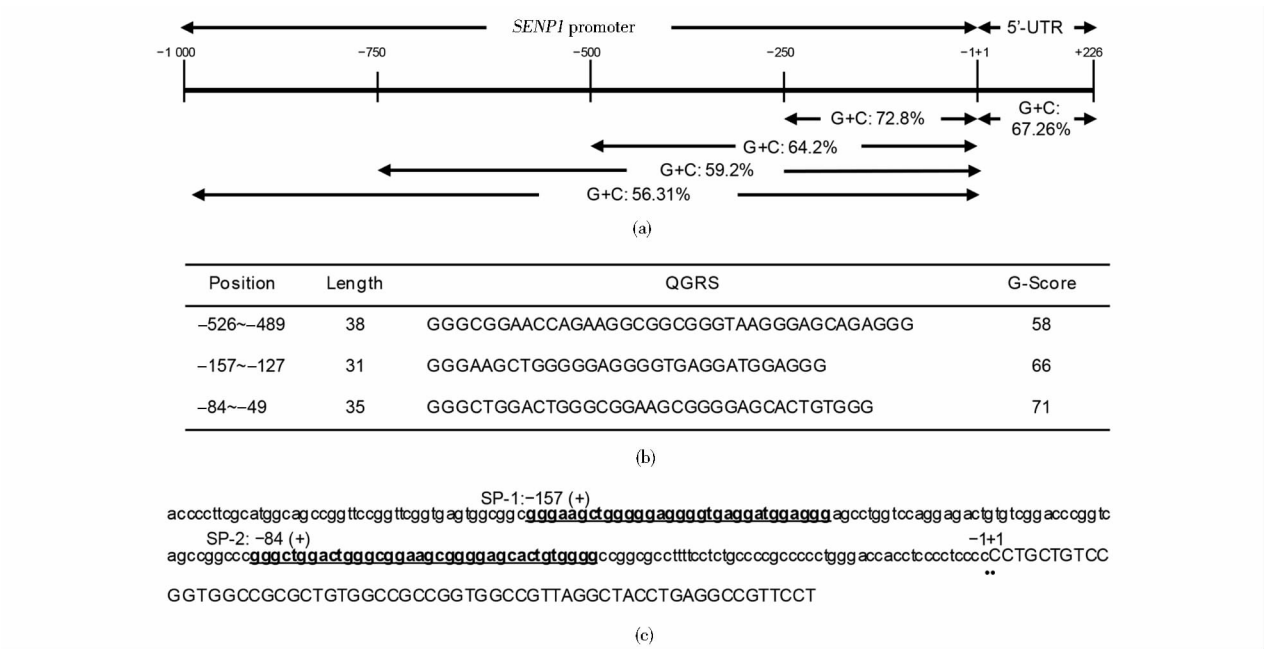 SENP1 promoter 5'-UTR
−1 000 −750 −500 −250 −1+1 +226
G+C: 72.8% G+C: 67.26%
G+C: 64.2%
G+C: 59.2%
G+C: 56.31%
(a)
Position Length QGRS G-Score
−526~−489 38 GGGCGGAACCAGAAGGCGGCGGGTAAGGGAGCAGAGGG 58
−157~−127 31 GGGAAGCTGGGGGAGGGGTGAGGATGGAGGG 66
−84~−49 35 GGGCTGGACTGGGCGGAAGCGGGGAGCACTGTGGG 71
(b)
SP-1:−157 (+)
accccttcgcatggcagccggttccggttcggtgagtggcggcgggaagctgggggaggggtgaggatggagggagcctggtccaggagactgtgtcggacccggtc
SP-2: −84 (+) −1+1
agccggcccgggctggactgggcggaagcggggagcactgtggggccggcgccttttcctctgccccgccccctgggaccacctcccctccccCCTGCTGTCC
GGTGGCCGCGCTGTGGCCGCCGGTGGCCGTTAGGCTACCTGAGGCCGTTCCT
(c)